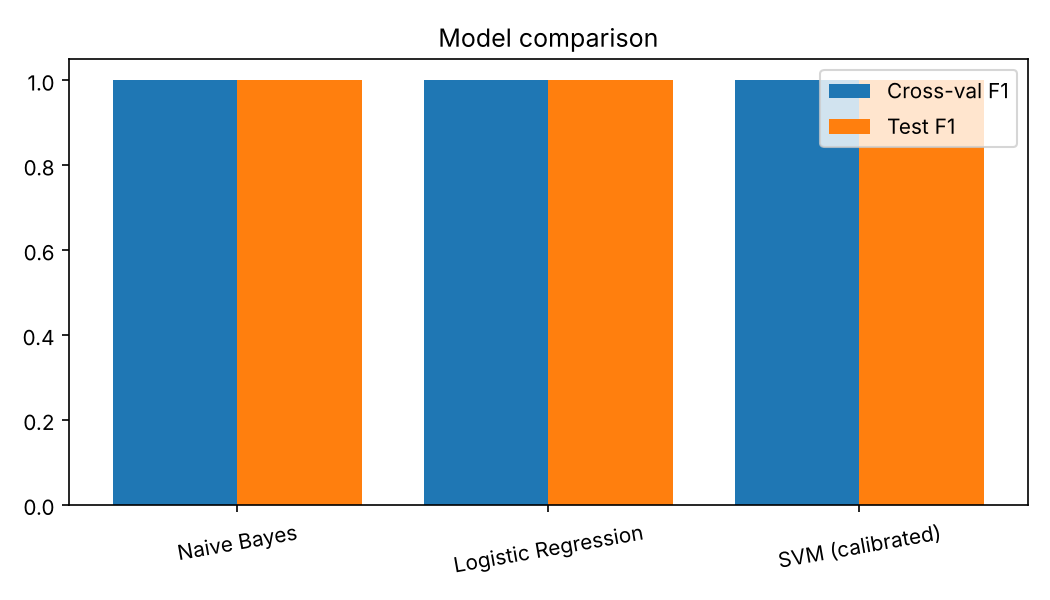 Model comparison
Cross-val F1
Test F1
1.0
0.8
0.6
0.4
0.2
0.0
Naive Bayes
Logistic Regression
SVM (calibrated)